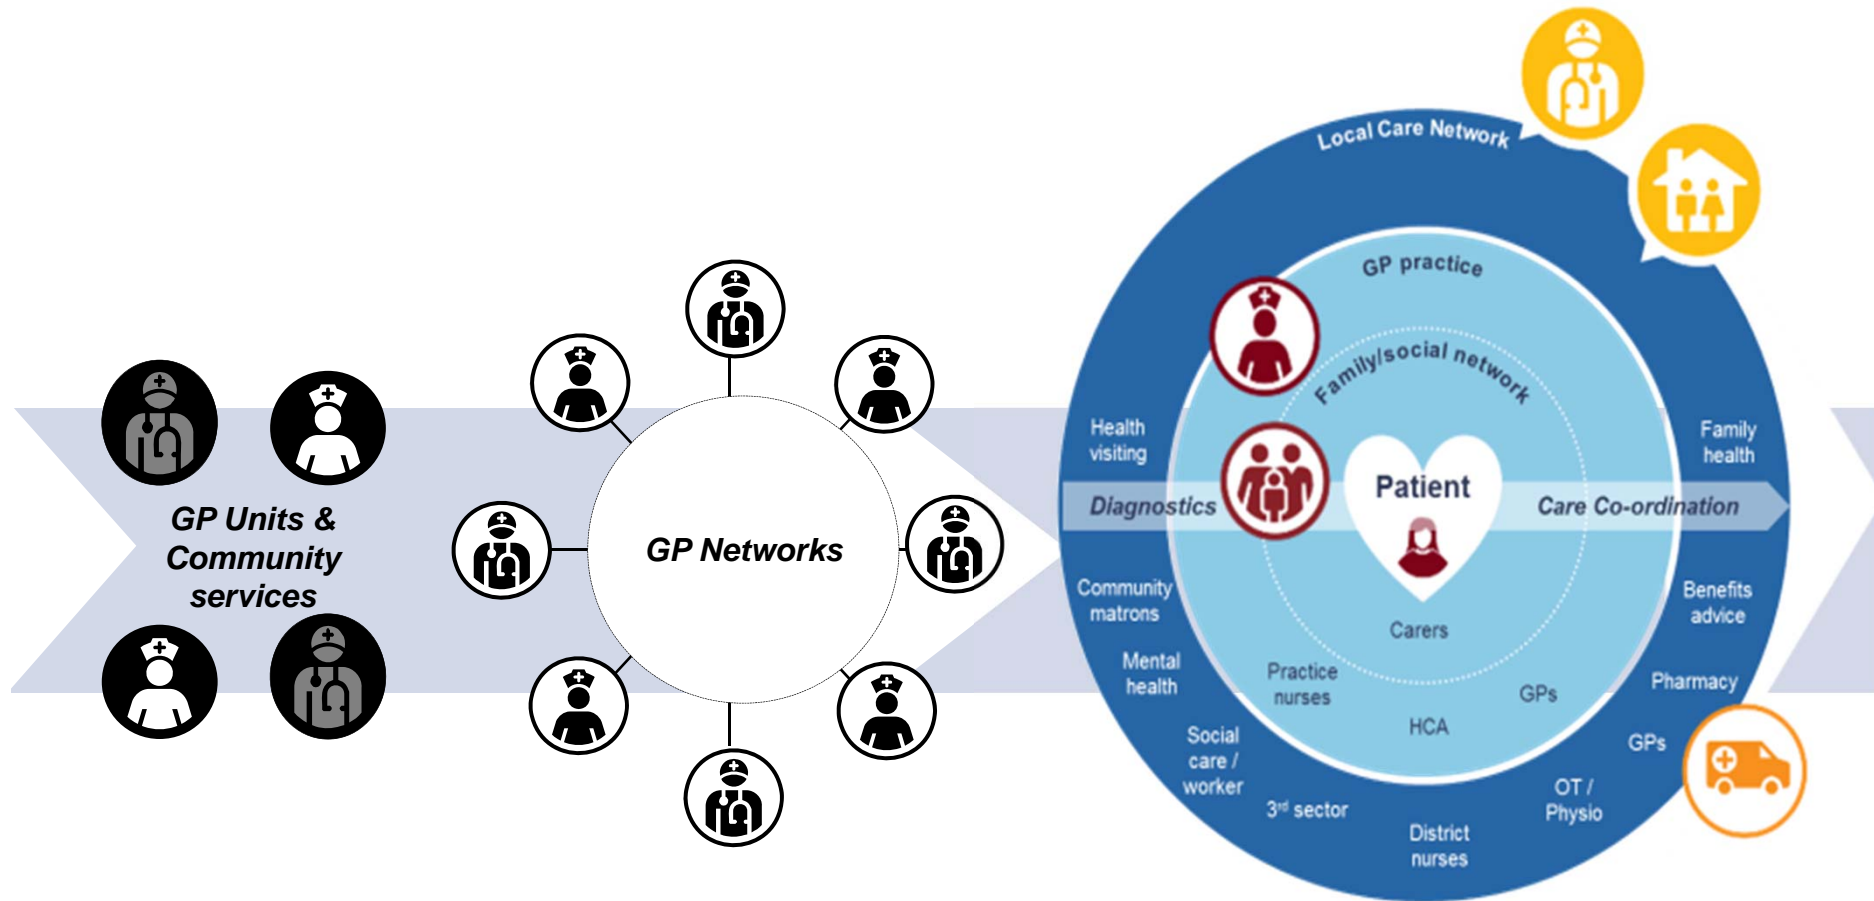 GP Units &
Community
services
GP Networks
Local Care Network
GP practice
Family/social network
Patient
Diagnostics
Care Co-ordination
Health
visiting
Community
matrons
Mental
health
Social
care /
worker
3rd sector
District
nurses
OT /
Physio
GPs
Pharmacy
Benefits
advice
Family
health
Carers
Practice
nurses
HCA
GPs